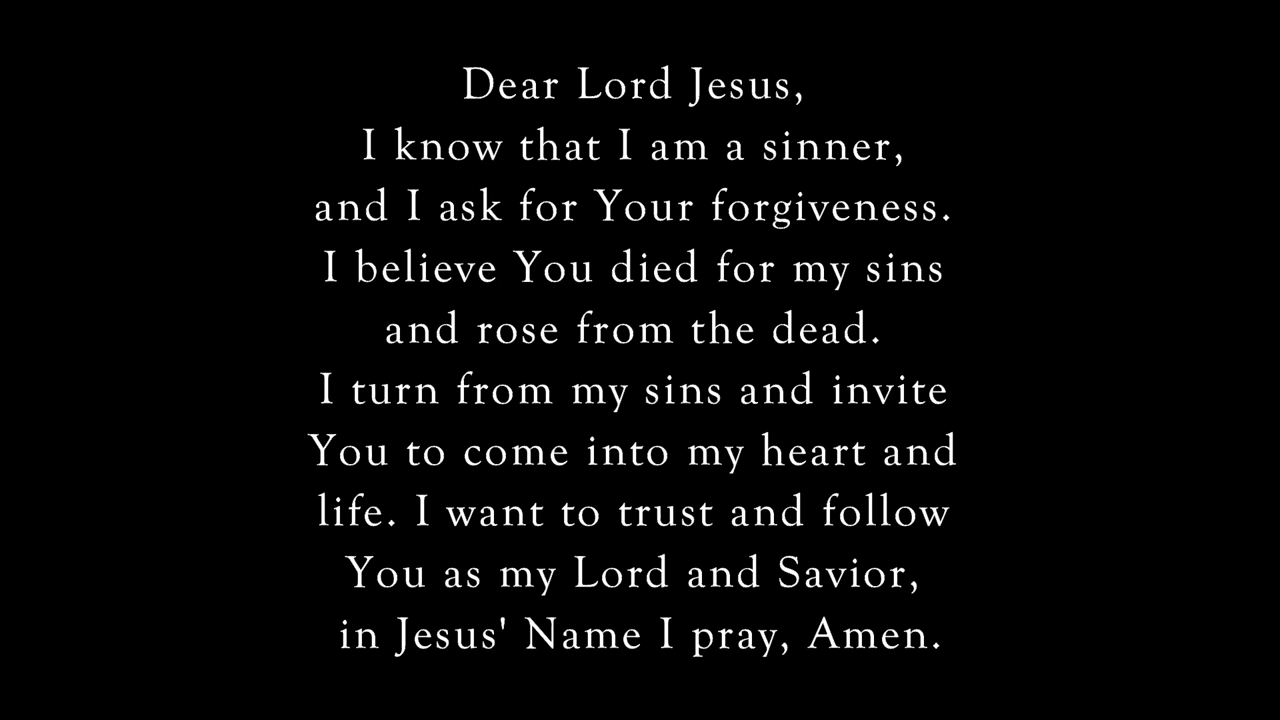 Dear Lord Jesus,
I know that I am a sinner,
and I ask for Your forgiveness.
I believe You died for my sins
and rose from the dead.
I turn from my sins and invite
You to come into my heart and
life. I want to trust and follow
You as my Lord and Savior,
in Jesus' Name I pray, Amen.